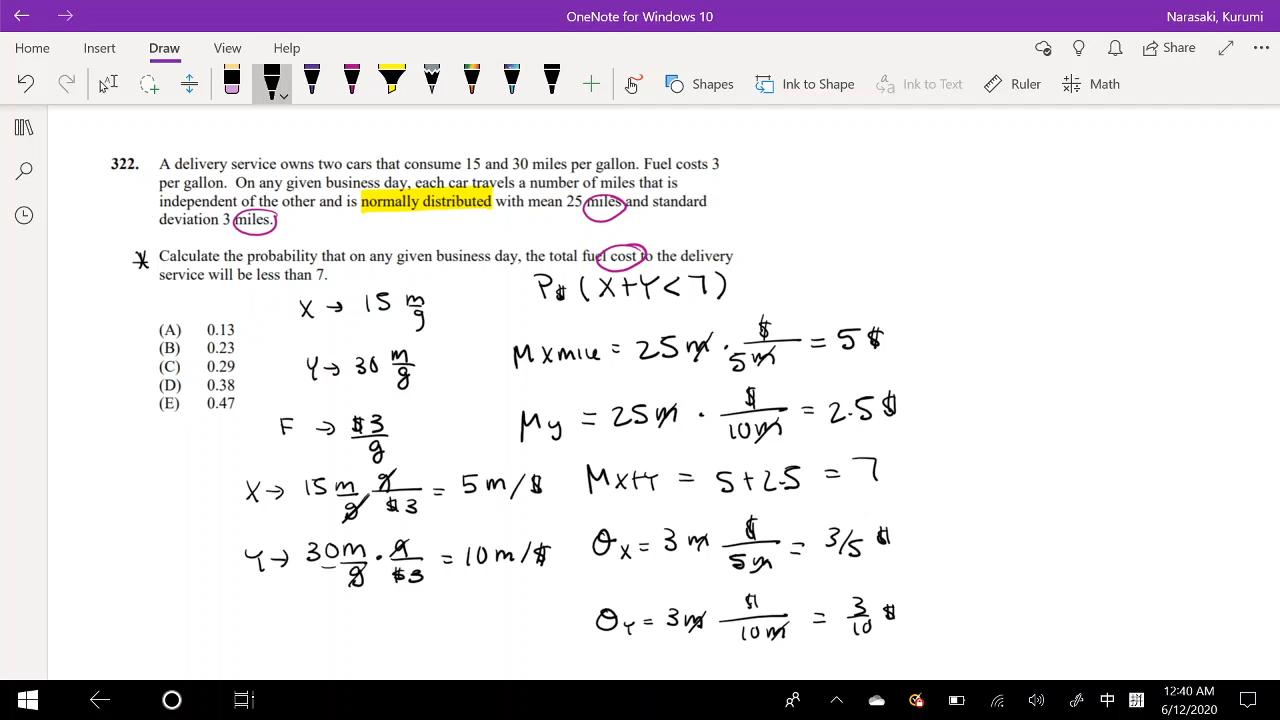 OneNote for Windows 10
Narasaki, Kurumi
Home Insert Draw View Help
Share
Shapes Ink to Shape Ink to Text Ruler Math
322. A delivery service owns two cars that consume 15 and 30 miles per gallon. Fuel costs 3
per gallon. On any given business day, each car travels a number of miles that is
independent of the other and is normally distributed with mean 25 miles and standard
deviation 3 miles.
Calculate the probability that on any given business day, the total fuel cost to the delivery
service will be less than 7.
(A) 0.13
(B) 0.23
(C) 0.29
(D) 0.38
(E) 0.47
X → 15 m/g
Y → 30 m/g
F → $3/g
X → 15 m/g · g/$3 = 5 m/$
Y → 30m/g · g/$3 = 10 m/$
P$ (X+Y<7)
μ x mile = 25 m · $/5m = 5 $
μ y = 25 m · $/10m = 2.5 $
μ x+Y = 5+2.5 = 7
σ X = 3 m $/5m = 3/5 $
σ Y = 3m $/10m = 3/10 $
中
12:40 AM
6/12/2020